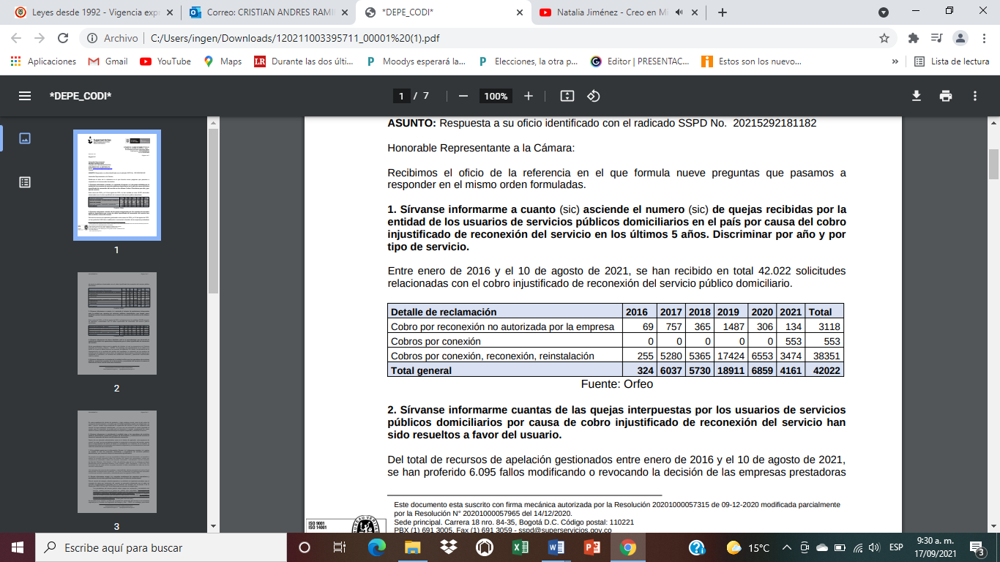 Leyes desde 1992 - Vigencia expr
Correo: CRISTIAN ANDRES RAMI
*DEPE_CODI*
Natalia Jiménez - Creo en M
Archivo
C:/Users/ingen/Downloads/120211003395711_00001%20(1).pdf
Aplicaciones
Gmail
YouTube
Maps
Durante las dos últi...
Moodys esperará la...
Elecciones, la otra p...
Editor | PRESENTAC...
Estos son los nuevo...
»
Lista de lectura
*DEPE_CODI*
1 / 7
100%
ASUNTO: Respuesta a su oficio identificado con el radicado SSPD No. 20215292181182
Honorable Representante a la Cámara:
Recibimos el oficio de la referencia en el que formula nueve preguntas que pasamos a
responder en el mismo orden formuladas.
1. Sírvanse informarme a cuanto (sic) asciende el numero (sic) de quejas recibidas por la
entidad de los usuarios de servicios públicos domiciliarios en el país por causa del cobro
injustificado de reconexión del servicio en los últimos 5 años. Discriminar por año y por
tipo de servicio.
Entre enero de 2016 y el 10 de agosto de 2021, se han recibido en total 42.022 solicitudes
relacionadas con el cobro injustificado de reconexión del servicio público domiciliario.
Detalle de reclamación 2016 2017 2018 2019 2020 2021 Total
Cobro por reconexión no autorizada por la empresa 69 757 365 1487 306 134 3118
Cobros por conexión 0 0 0 0 0 553 553
Cobros por conexión, reconexión, reinstalación 255 5280 5365 17424 6553 3474 38351
Total general 324 6037 5730 18911 6859 4161 42022
Fuente: Orfeo
2. Sírvanse informarme cuantas de las quejas interpuestas por los usuarios de servicios
públicos domiciliarios por causa de cobro injustificado de reconexión del servicio han
sido resueltos a favor del usuario.
Del total de recursos de apelación gestionados entre enero de 2016 y el 10 de agosto de 2021,
se han proferido 6.095 fallos modificando o revocando la decisión de las empresas prestadoras
Este documento esta suscrito con firma mecánica autorizada por la Resolución 20201000057315 de 09-12-2020 modificada parcialmente
por la Resolución N° 20201000057965 del 14/12/2020.
Sede principal. Carrera 18 nro. 84-35, Bogotá D.C. Código postal: 110221
PBX (1) 691 3005. Fax (1) 691 3059 - sspd@superservicios.gov.co
ISO 9001
ISO 14001
BUREAU VERITAS
1
2
3
Escribe aquí para buscar
15°C
ESP
9:30 a. m.
17/09/2021
3